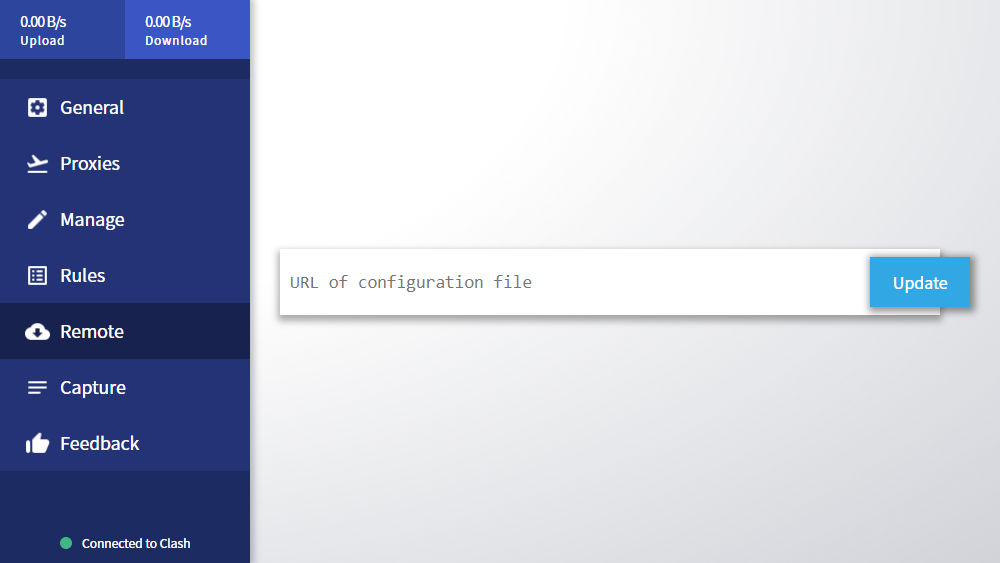 0.00 B/s
Upload
0.00 B/s
Download
General
Proxies
Manage
Rules
Remote
Capture
Feedback
Connected to Clash
URL of configuration file
Update